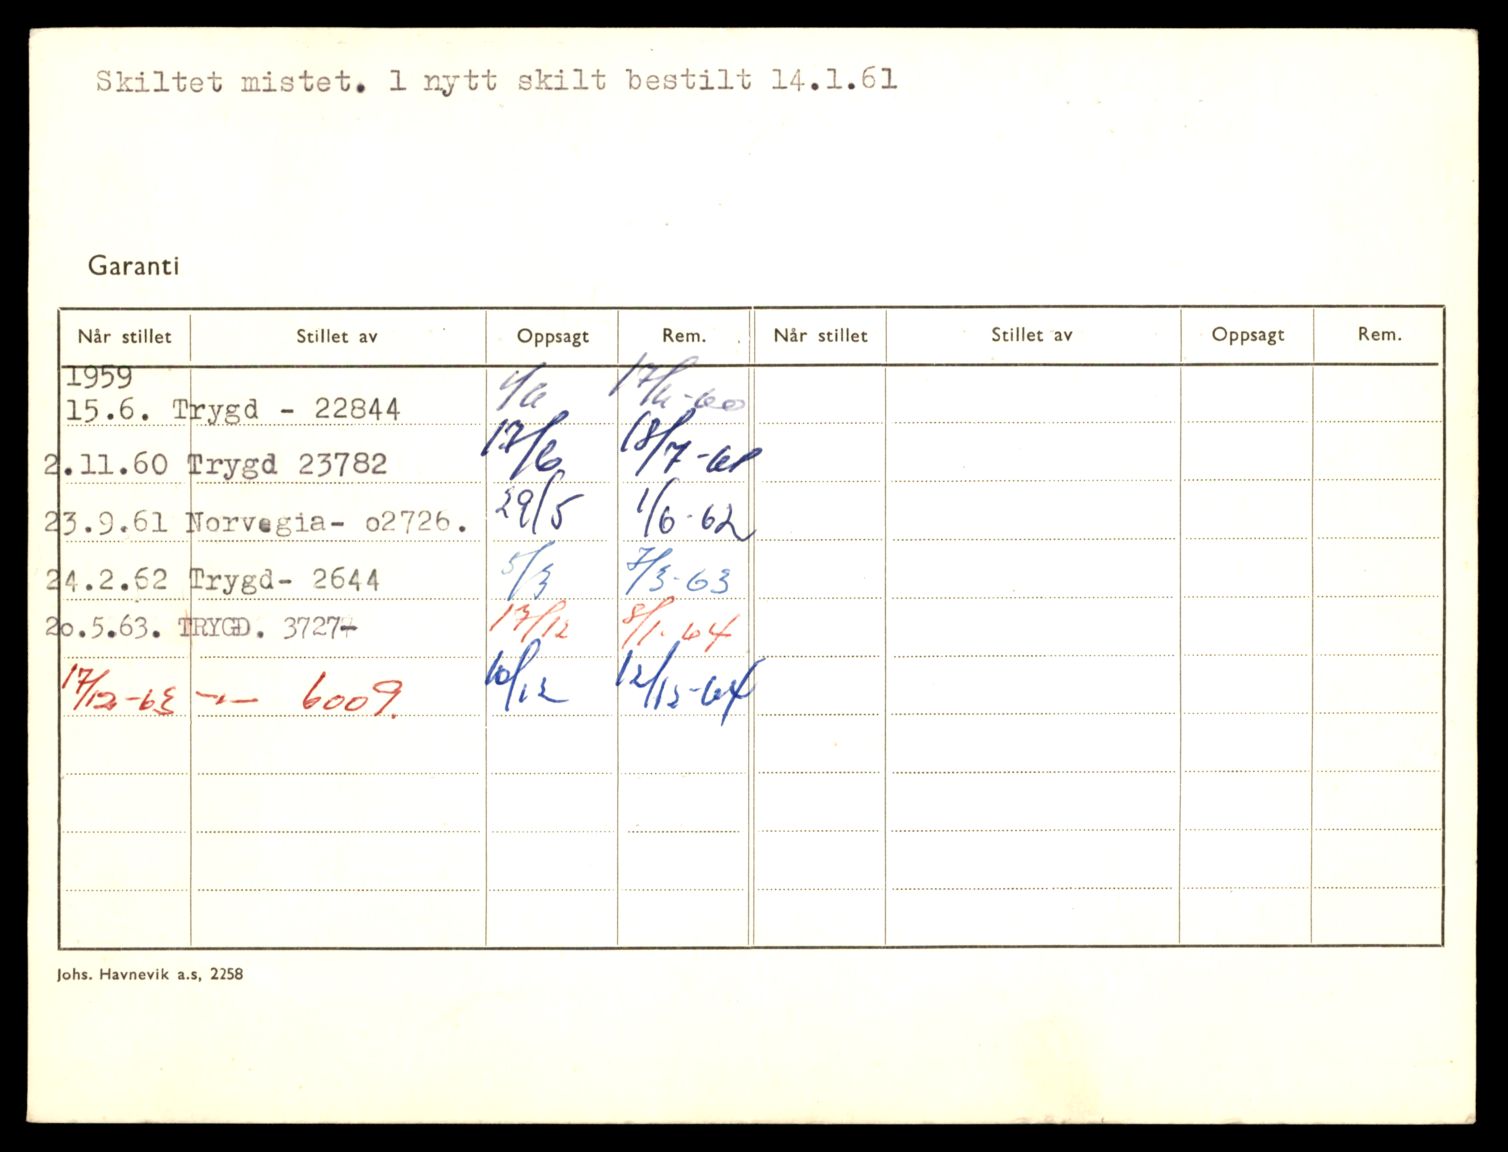 Skiltet mistet. 1 nytt skilt bestilt 14.1.61
Garanti
Når stillet Stillet av Oppsagt Rem. Når stillet Stillet av Oppsagt Rem.
1959
15.6. Trygd - 22844 17/6-60
2.11.60 Trygd 23782 17/6 18/7-61
23.9.61 Norvegia- o2726. 29/5 1/6-62
24.2.62 Trygd- 2644 5/3 7/3-63
2o.5.63. TRYGD. 3727- 17/12 8/1-64
17/12-63 -"- 6009. 10/12 12/12-64
Johs. Havnevik a.s, 2258